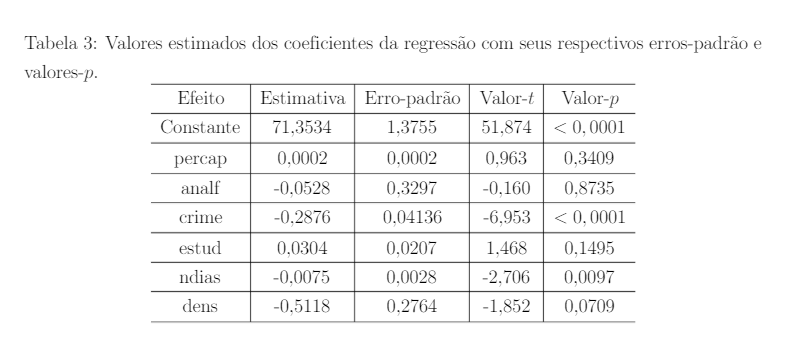 Tabela 3: Valores estimados dos coeficientes da regressão com seus respectivos erros-padrão e
valores-p.
Efeito Estimativa Erro-padrão Valor-t Valor-p
Constante 71,3534 1,3755 51,874 < 0,0001
percap 0,0002 0,0002 0,963 0,3409
analf -0,0528 0,3297 -0,160 0,8735
crime -0,2876 0,04136 -6,953 < 0,0001
estud 0,0304 0,0207 1,468 0,1495
ndias -0,0075 0,0028 -2,706 0,0097
dens -0,5118 0,2764 -1,852 0,0709